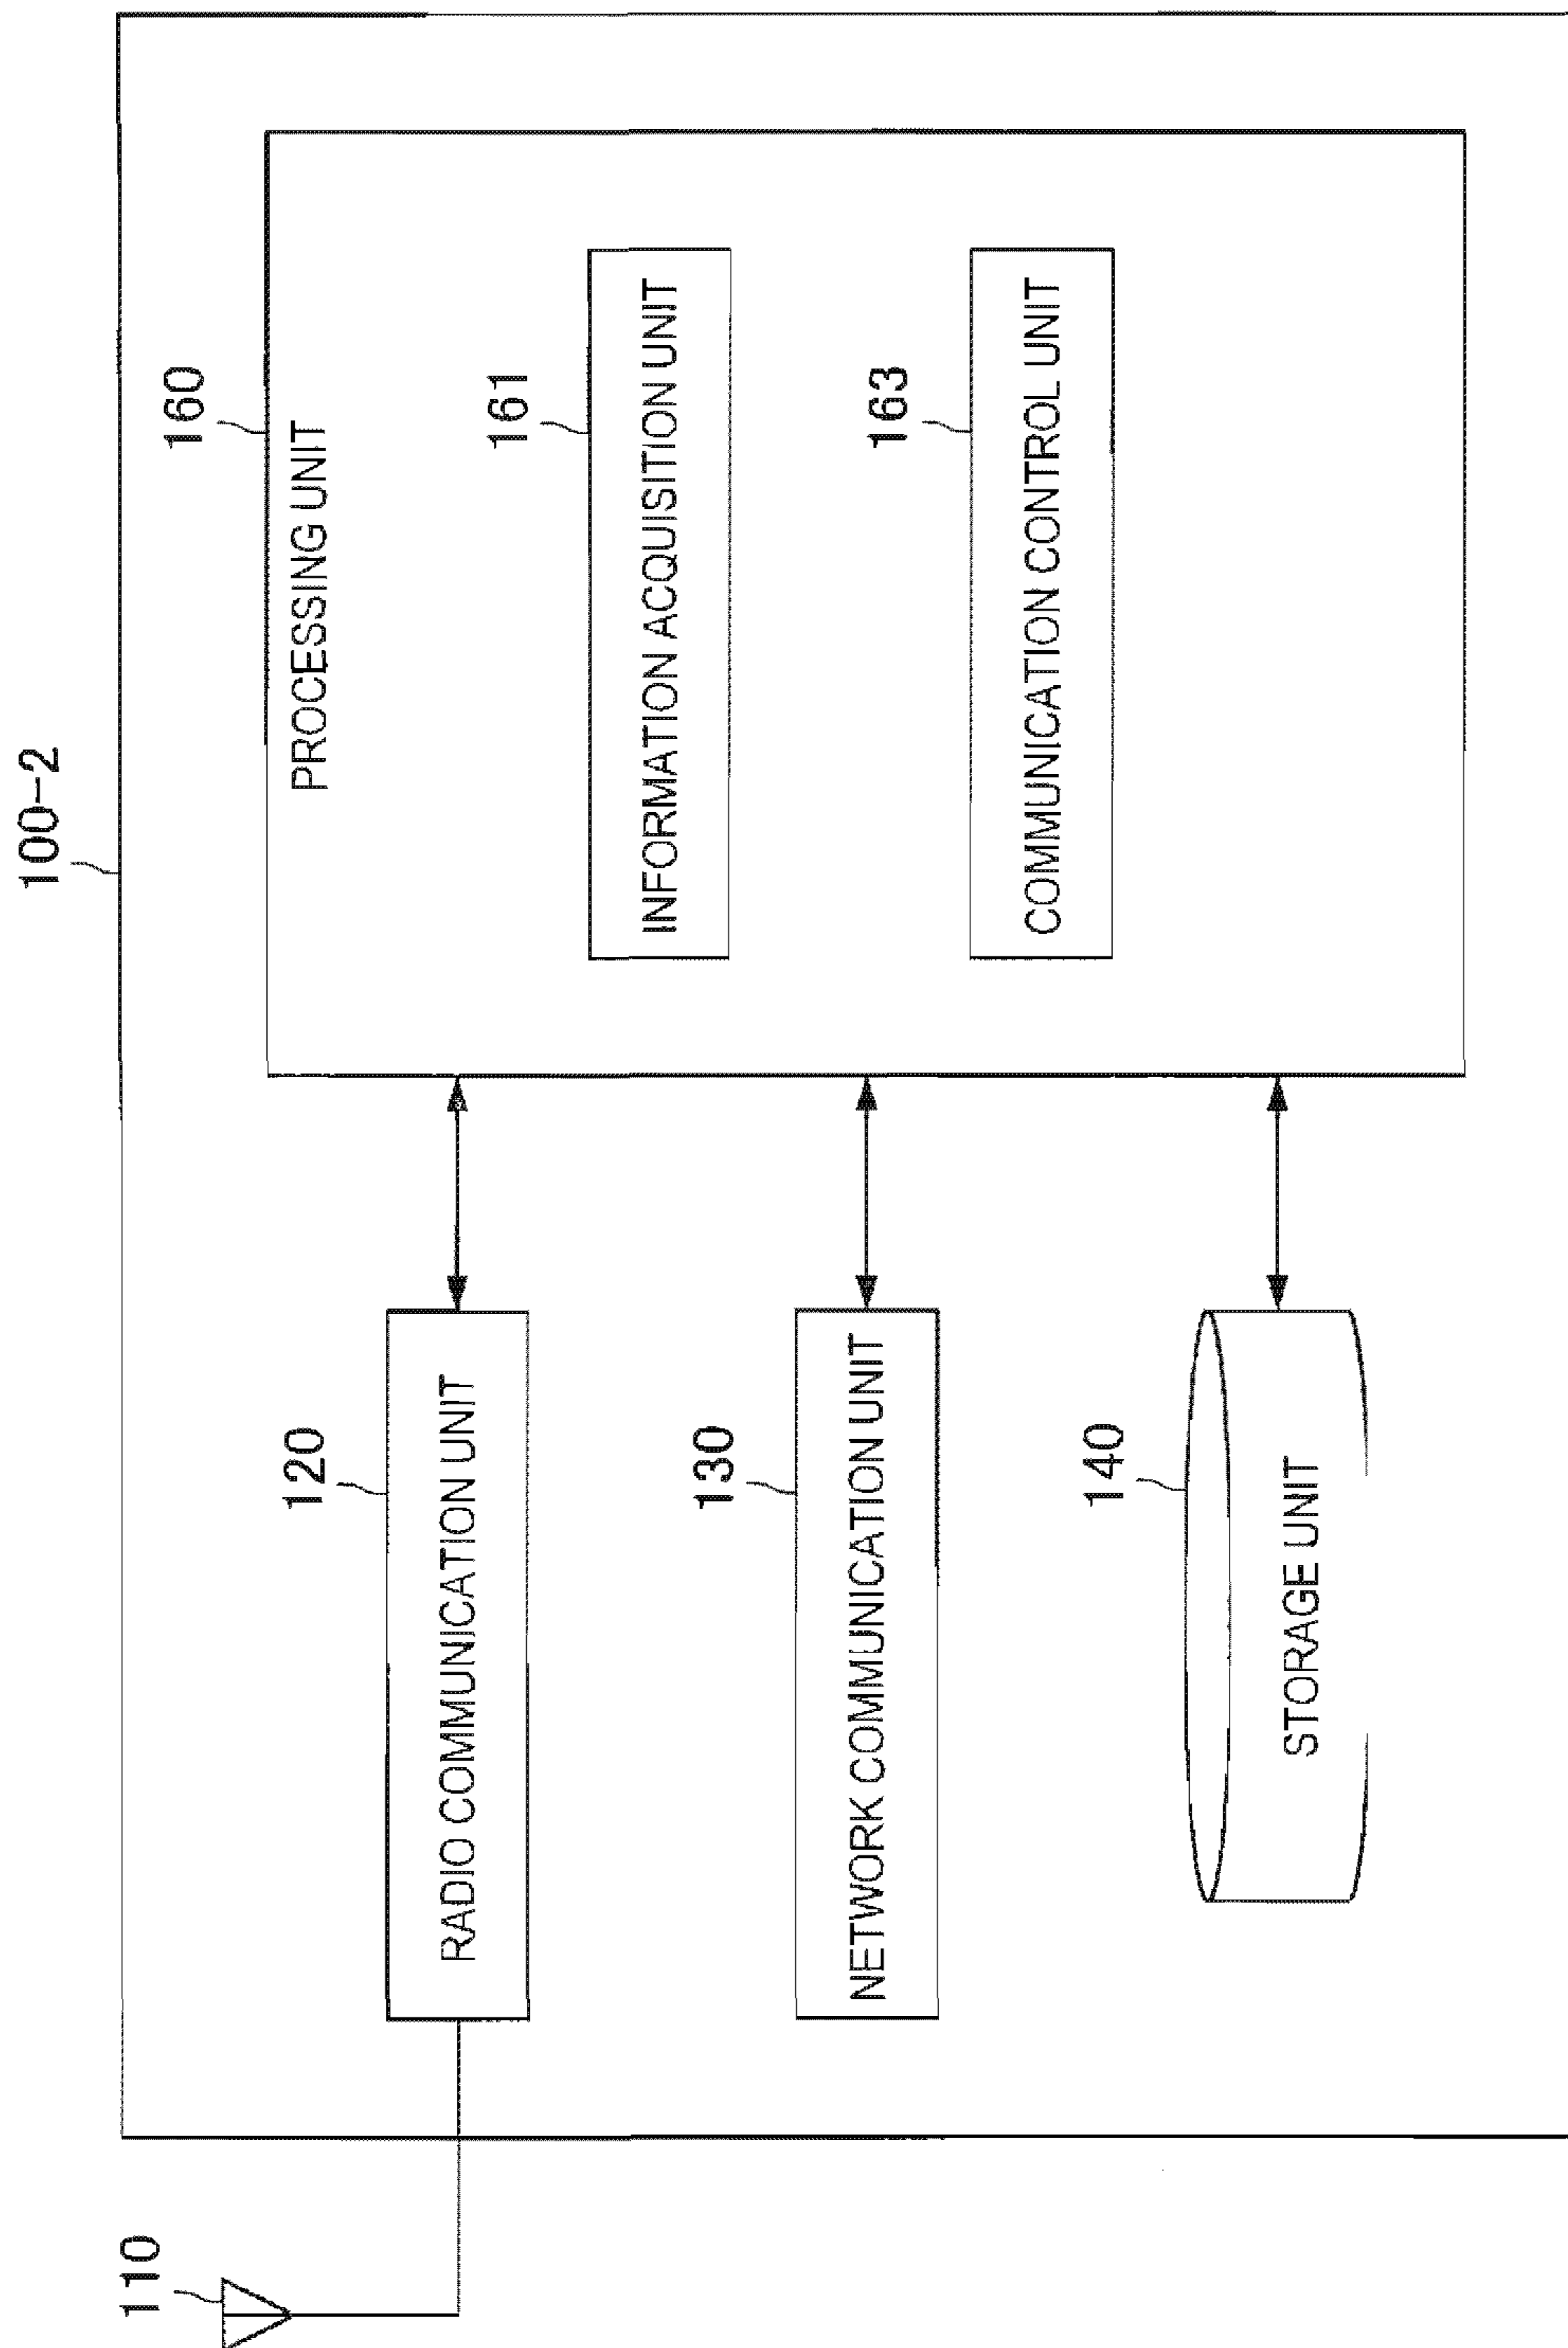 100-2
110
120
RADIO COMMUNICATION UNIT
130
NETWORK COMMUNICATION UNIT
140
STORAGE UNIT
160
PROCESSING UNIT
161
INFORMATION ACQUISITION UNIT
163
COMMUNICATION CONTROL UNIT